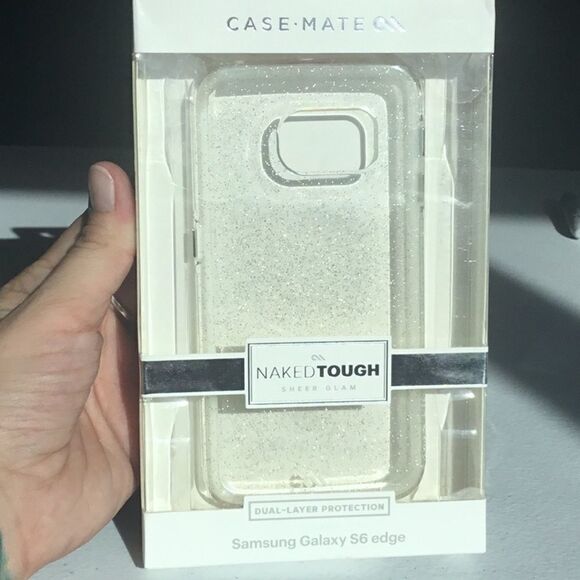 CASE·MATE
NAKEDTOUGH
SHEER GLAM
DUAL-LAYER PROTECTION
Samsung Galaxy S6 edge